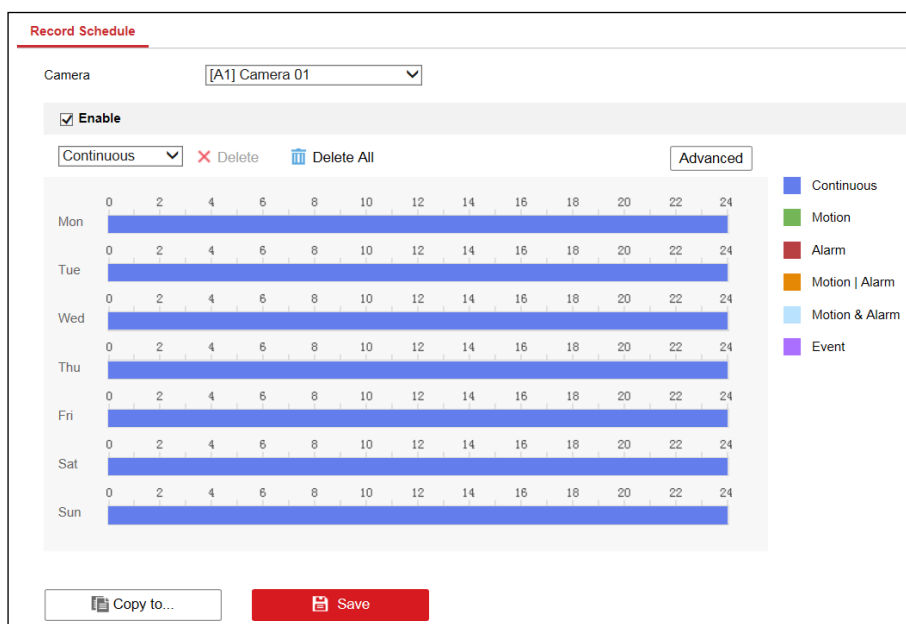 Record Schedule
Camera [A1] Camera 01
Enable
Continuous Delete Delete All Advanced
0 2 4 6 8 10 12 14 16 18 20 22 24
Mon
0 2 4 6 8 10 12 14 16 18 20 22 24
Tue
0 2 4 6 8 10 12 14 16 18 20 22 24
Wed
0 2 4 6 8 10 12 14 16 18 20 22 24
Thu
0 2 4 6 8 10 12 14 16 18 20 22 24
Fri
0 2 4 6 8 10 12 14 16 18 20 22 24
Sat
0 2 4 6 8 10 12 14 16 18 20 22 24
Sun
Continuous
Motion
Alarm
Motion | Alarm
Motion & Alarm
Event
Copy to... Save